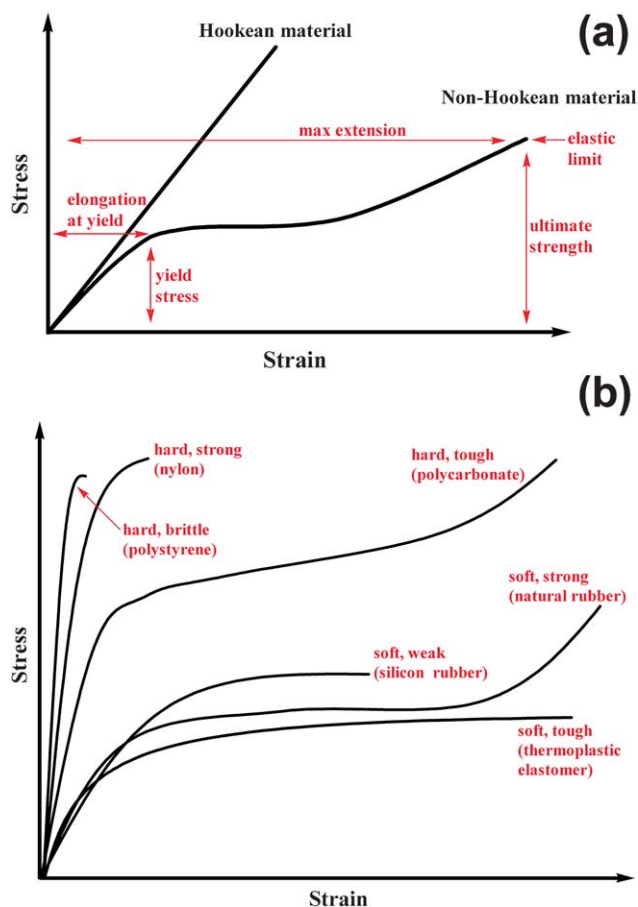 (a)
Hookean material
Non-Hookean material
max extension
elastic
limit
elongation
at yield
ultimate
strength
yield
stress
Stress
Strain
(b)
hard, strong
(nylon)
hard, tough
(polycarbonate)
hard, brittle
(polystyrene)
soft, strong
(natural rubber)
soft, weak
(silicon rubber)
soft, tough
(thermoplastic
elastomer)
Stress
Strain